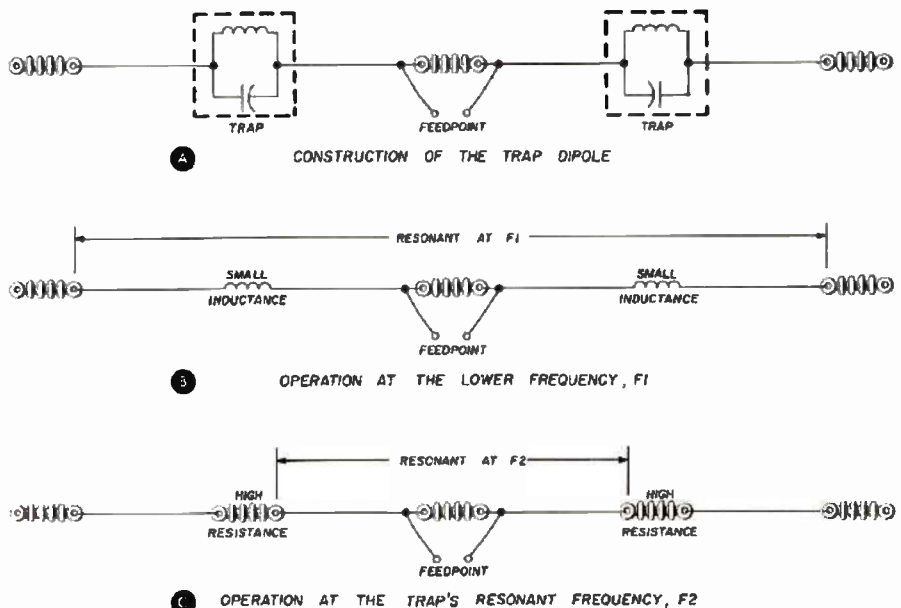 TRAP
FEEDPOINT
TRAP
A CONSTRUCTION OF THE TRAP DIPOLE
RESONANT AT F1
SMALL
INDUCTANCE
SMALL
INDUCTANCE
FEEDPOINT
B OPERATION AT THE LOWER FREQUENCY, F1
RESONANT AT F2
HIGH
RESISTANCE
HIGH
RESISTANCE
FEEDPOINT
C OPERATION AT THE TRAP'S RESONANT FREQUENCY, F2